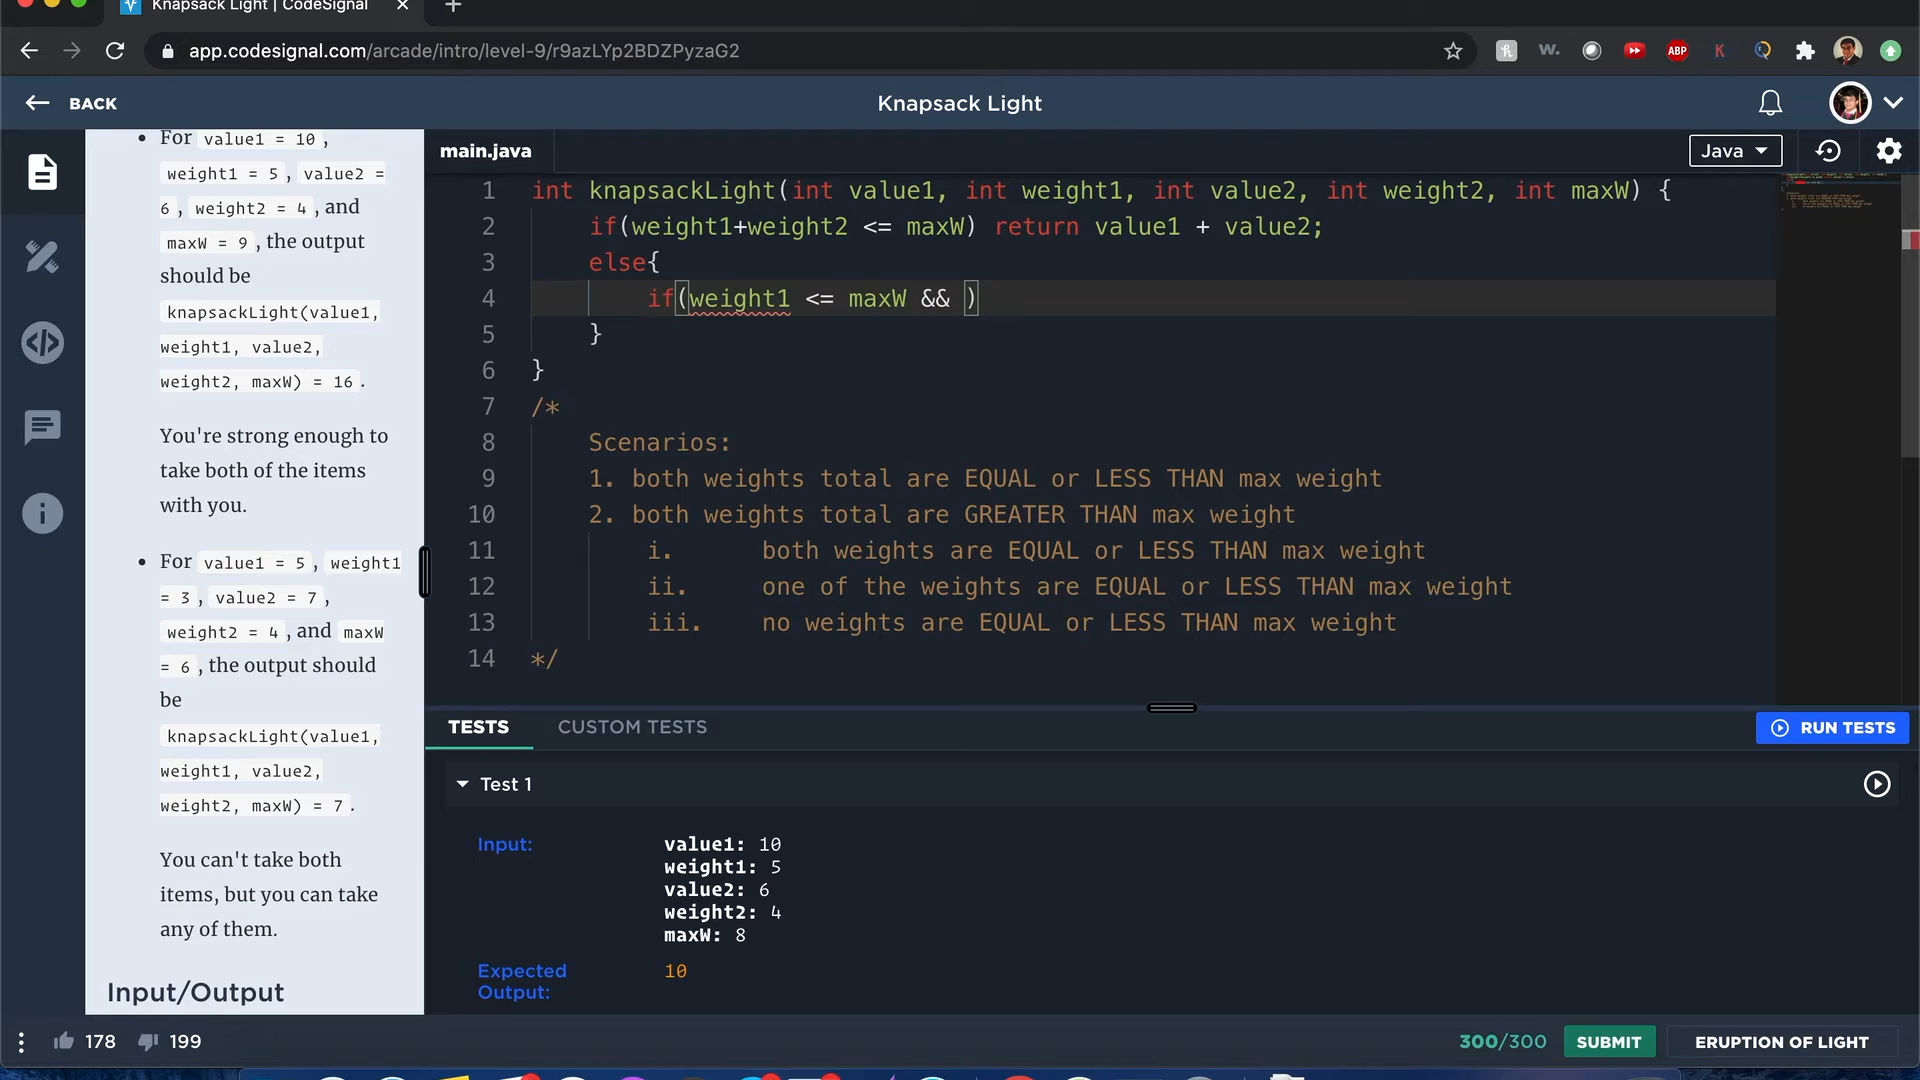 Knapsack Light | CodeSignal
app.codesignal.com/arcade/intro/level-9/r9azLYp2BDZPyzaG2
ABP
K
BACK
Knapsack Light
For value1 = 10 ,
weight1 = 5 , value2 =
6 , weight2 = 4 , and
maxW = 9 , the output
should be
knapsackLight(value1,
weight1, value2,
weight2, maxW) = 16 .
You're strong enough to
take both of the items
with you.
For value1 = 5 , weight1
= 3 , value2 = 7 ,
weight2 = 4 , and maxW
= 6 , the output should
be
knapsackLight(value1,
weight1, value2,
weight2, maxW) = 7 .
You can't take both
items, but you can take
any of them.
Input/Output
main.java
Java
1 int knapsackLight(int value1, int weight1, int value2, int weight2, int maxW) {
2 if(weight1+weight2 <= maxW) return value1 + value2;
3 else{
4 if(weight1 <= maxW && )
5 }
6 }
7 /*
8 Scenarios:
9 1. both weights total are EQUAL or LESS THAN max weight
10 2. both weights total are GREATER THAN max weight
11 i. both weights are EQUAL or LESS THAN max weight
12 ii. one of the weights are EQUAL or LESS THAN max weight
13 iii. no weights are EQUAL or LESS THAN max weight
14 */
TESTS
CUSTOM TESTS
RUN TESTS
Test 1
Input:
value1: 10
weight1: 5
value2: 6
weight2: 4
maxW: 8
Expected
Output:
10
178
199
300/300
SUBMIT
ERUPTION OF LIGHT